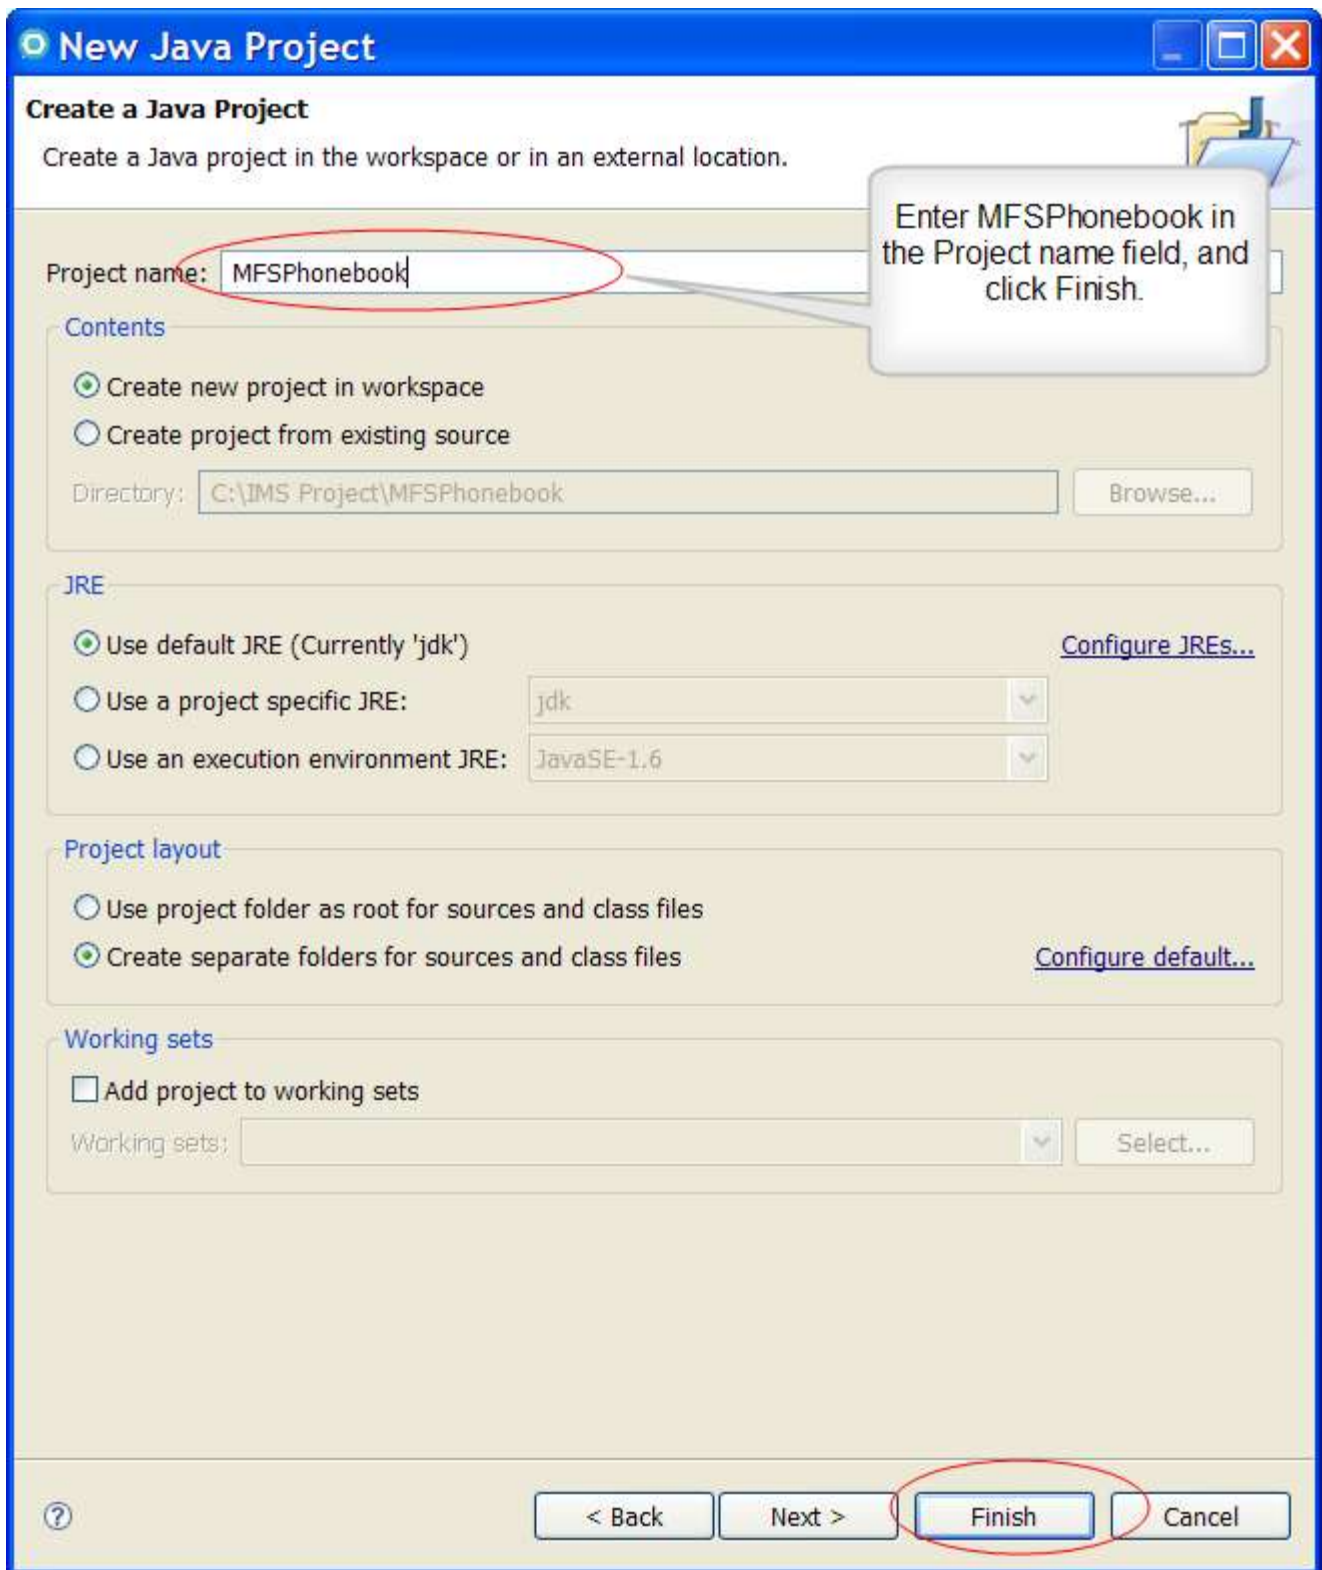 New Java Project
Create a Java Project
Create a Java project in the workspace or in an external location.
Enter MFSPhonebook in
the Project name field, and
click Finish.
Project name: MFSPhonebook
Contents
Create new project in workspace
Create project from existing source
Directory: C:\IMS Project\MFSPhonebook Browse...
JRE
Use default JRE (Currently 'jdk') Configure JREs...
Use a project specific JRE: jdk
Use an execution environment JRE: JavaSE-1.6
Project layout
Use project folder as root for sources and class files
Create separate folders for sources and class files Configure default...
Working sets
Add project to working sets
Working sets: Select...
? < Back Next > Finish Cancel